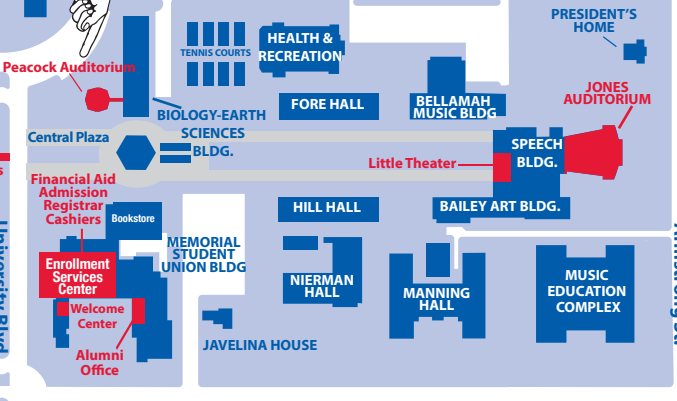 PRESIDENT'S
HOME
HEALTH &
RECREATION
TENNIS COURTS
Peacock Auditorium
JONES
AUDITORIUM
FORE HALL
BELLAMAH
MUSIC BLDG
BIOLOGY-EARTH
SCIENCES
BLDG.
Central Plaza
SPEECH
BLDG.
Little Theater
Financial Aid
Admission
Registrar
Cashiers
Bookstore
HILL HALL
BAILEY ART BLDG.
MEMORIAL
STUDENT
UNION BLDG
Enrollment
Services
Center
NIERMAN
HALL
MANNING
HALL
MUSIC
EDUCATION
COMPLEX
Welcome
Center
JAVELINA HOUSE
Alumni
Office
University Blvd